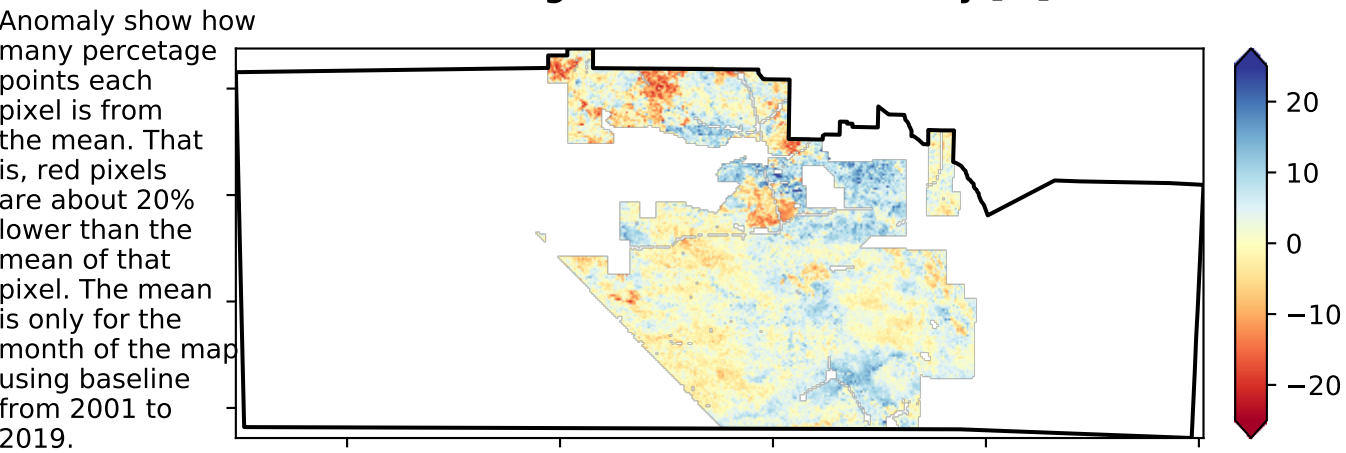 Anomaly show how
many percetage
points each
pixel is from
the mean. That
is, red pixels
are about 20%
lower than the
mean of that
pixel. The mean
is only for the
month of the map
using baseline
from 2001 to
2019.
20
10
0
−10
−20